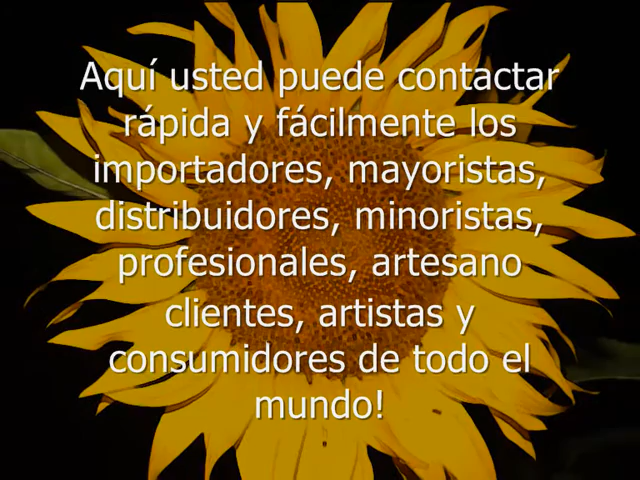 Aquí usted puede contactar
rápida y fácilmente los
importadores, mayoristas,
distribuidores, minoristas,
profesionales, artesano
clientes, artistas y
consumidores de todo el
mundo!